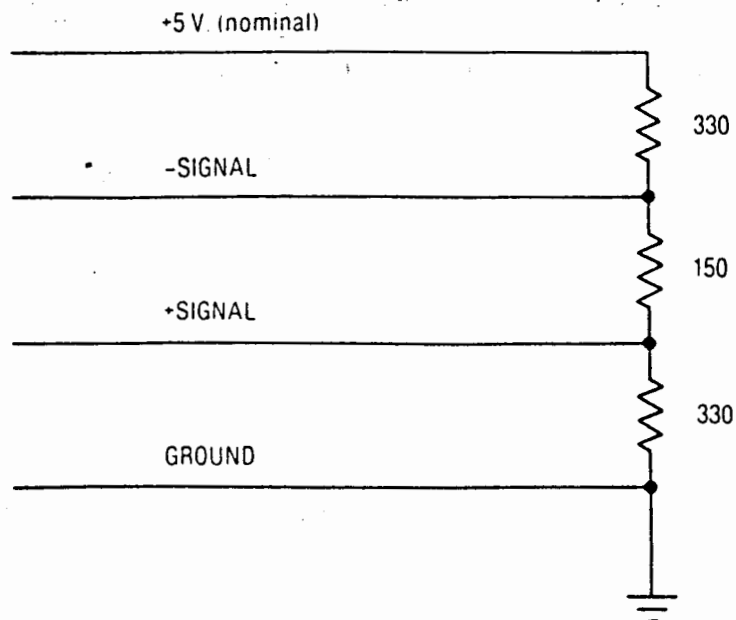 +5 V. (nominal)
330
-SIGNAL
150
+SIGNAL
330
GROUND